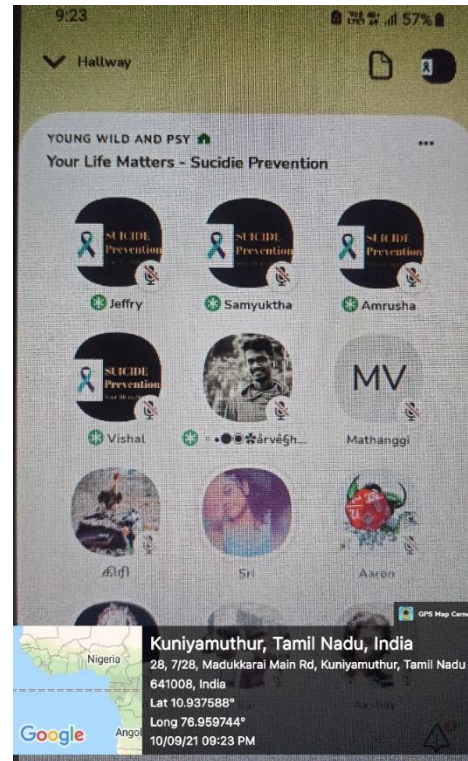 9:23
57%
Hallway
YOUNG WILD AND PSY
Your Life Matters - Sucidie Prevention
SUICIDE
Prevention
SUICIDE
Prevention
SUICIDE
Prevention
Jeffry
Samyuktha
Amrusha
SUICIDE
Prevention
MV
Vishal
Mathanggi
Sri
Aaron
GPS Map Came
Nigeria
Kuniyamuthur, Tamil Nadu, India
28, 7/28, Madukkarai Main Rd, Kuniyamuthur, Tamil Nadu
641008, India
Lat 10.937588°
Long 76.959744°
10/09/21 09:23 PM
Google
Angol
Akshay